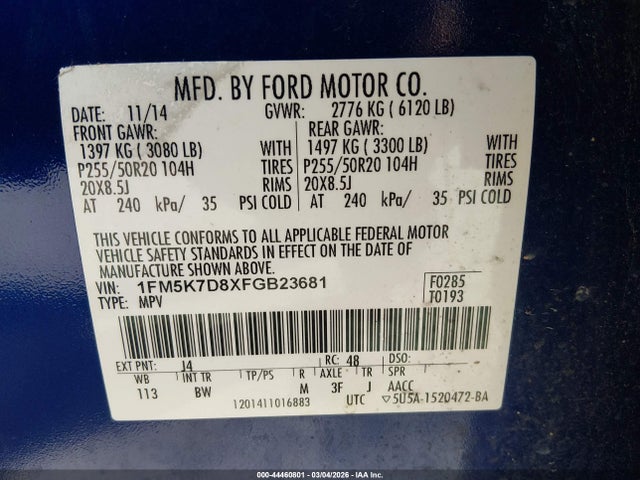 MFD. BY FORD MOTOR CO.
DATE: 11/14 GVWR: 2776 KG ( 6120 LB)
FRONT GAWR: REAR GAWR:
1397 KG ( 3080 LB) WITH 1497 KG ( 3300 LB) WITH
P255/50R20 104H TIRES P255/50R20 104H TIRES
20X8.5J RIMS 20X8.5J RIMS
AT 240 kPa/ 35 PSI COLD AT 240 kPa/ 35 PSI COLD
THIS VEHICLE CONFORMS TO ALL APPLICABLE FEDERAL MOTOR
VEHICLE SAFETY STANDARDS IN EFFECT ON THE DATE OF
MANUFACTURE SHOWN ABOVE.
VIN: 1FM5K7D8XFGB23681 F0285
TYPE: MPV T0193
EXT PNT: J4 RC: 48 DSO:
WB INT TR TP/PS R AXLE TR SPR
113 BW M 3F J AACC
1201411016883 UTC ▽5U5A-1520472-BA
000-44460801 | 03/04/2026 | IAA Inc.